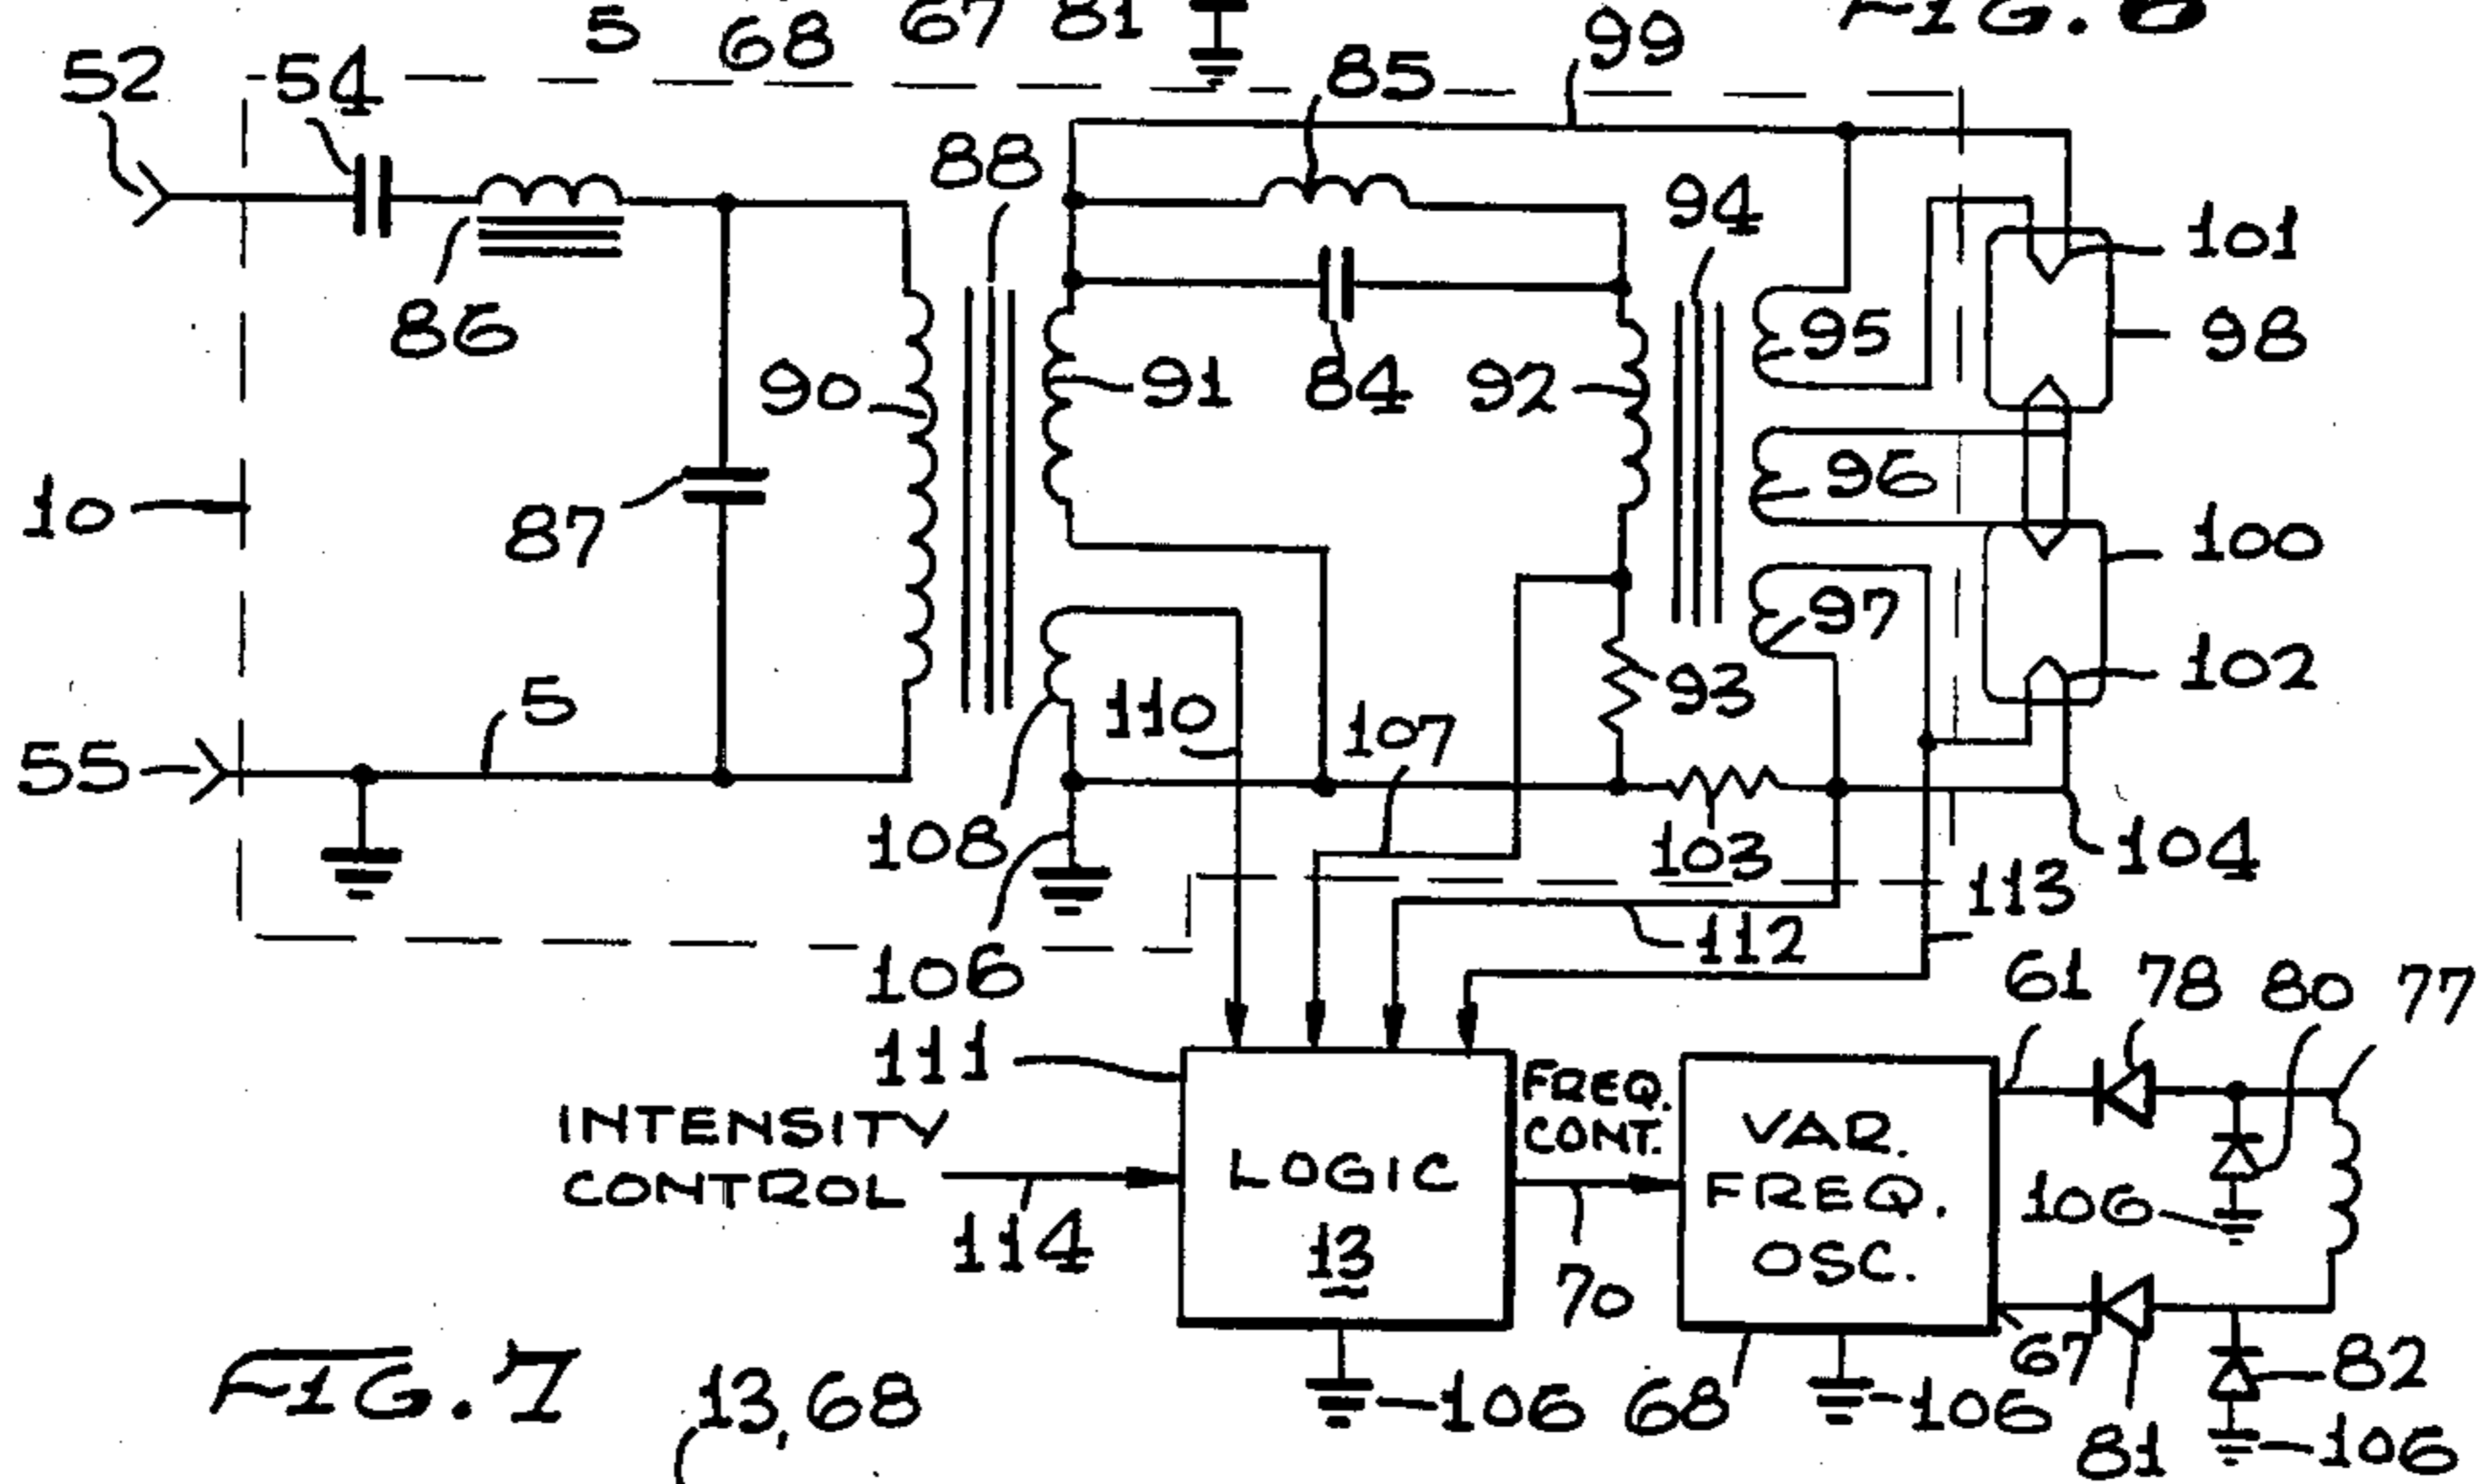 5 68 67 81 99 FIG. 6
52 54 85
88 94
101
86 98
95
90 91 84 92
96
10 87 100
97
5 110 107 93 102
55
108 103 104
113
112
106 61 78 80 77
111
INTENSITY CONTROL
FREQ. CONT.
LOGIC 13
VAR. FREQ. OSC.
106
114 70
67 82
FIG. 7 13,68 106 68 106 81 106